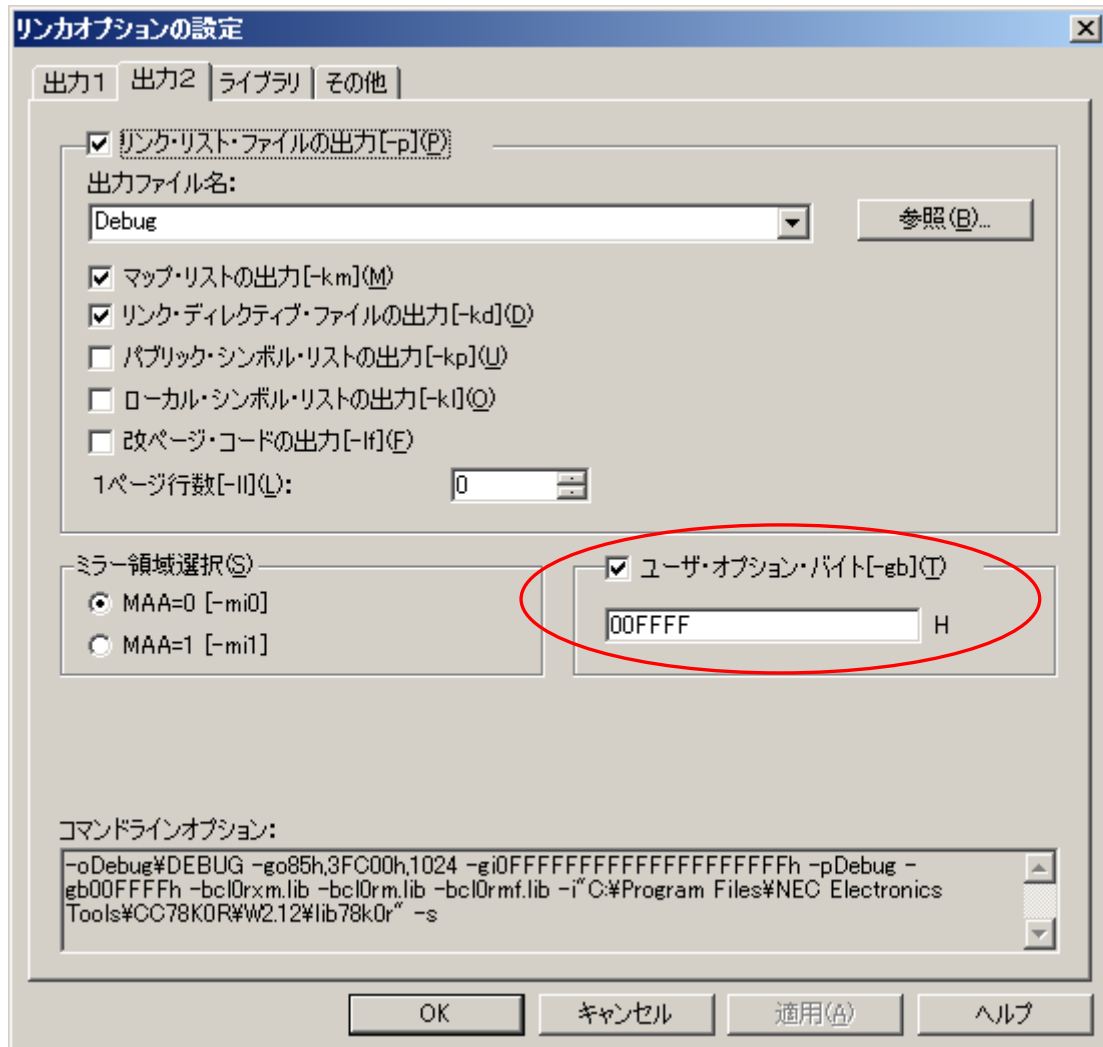 リンカオプションの設定
出力1 出力2 ライブラリ その他
リンク・リスト・ファイルの出力[-p](P)
出力ファイル名:
Debug 参照(B)...
マップ・リストの出力[-km](M)
リンク・ディレクティブ・ファイルの出力[-kd](D)
パブリック・シンボル・リストの出力[-kp](U)
ローカル・シンボル・リストの出力[-kl](O)
改ページ・コードの出力[-lf](F)
1ページ行数[-ll](L): 0
ミラー領域選択(S) ユーザ・オプション・バイト[-gb](T)
MAA=0 [-mi0] 00FFFF H
MAA=1 [-mi1]
コマンドラインオプション:
-oDebug¥DEBUG -go85h,3FC00h,1024 -gi0FFFFFFFFFFFFFFFFFFFFh -pDebug -
gb00FFFFh -bcl0rxm.lib -bcl0rm.lib -bcl0rmf.lib -i"C:¥Program Files¥NEC Electronics
Tools¥CC78K0R¥W2.12¥lib78k0r" -s
OK キャンセル 適用(A) ヘルプ